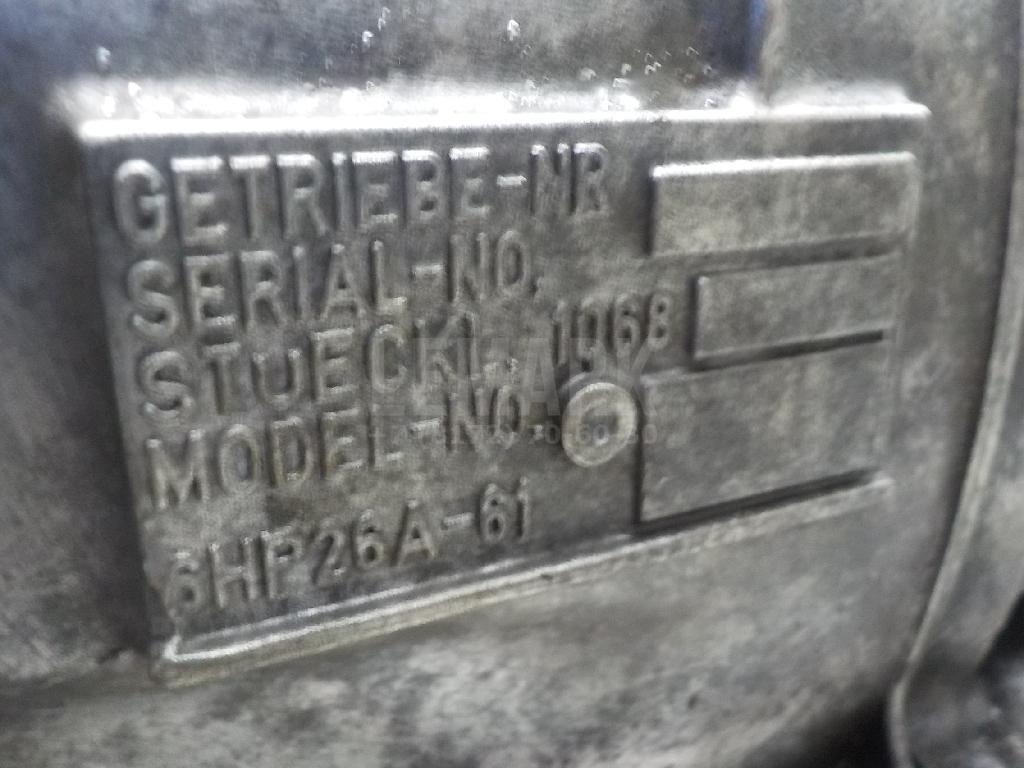 GETRIEBE-NR
SERIAL-NO.
STUECKL. 1068
MODEL-NO.
6HP26A-61